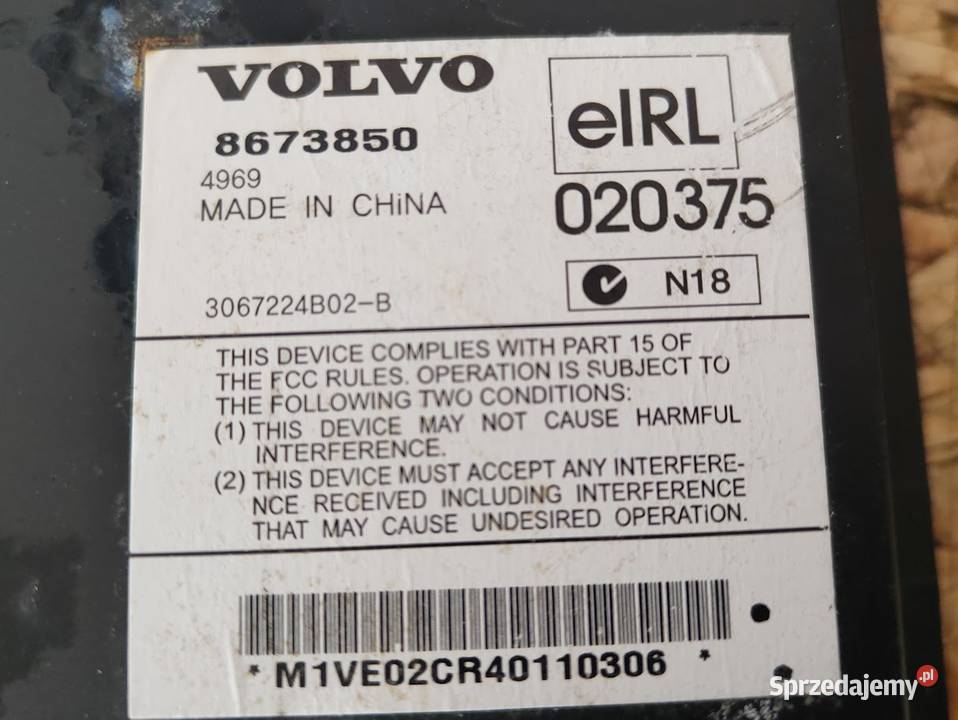 VOLVO
8673850
4969
MADE IN CHiNA
3067224B02-B
eIRL
020375
N18
THIS DEVICE COMPLIES WITH PART 15 OF
THE FCC RULES. OPERATION IS SUBJECT TO
THE FOLLOWING TWO CONDITIONS:
(1) THIS DEVICE MAY NOT CAUSE HARMFUL
INTERFERENCE.
(2) THIS DEVICE MUST ACCEPT ANY INTERFERE-
NCE RECEIVED INCLUDING INTERFERENCE
THAT MAY CAUSE UNDESIRED OPERATiON.
* M1VE02CR40110306 *
Sprzedajemy.pl